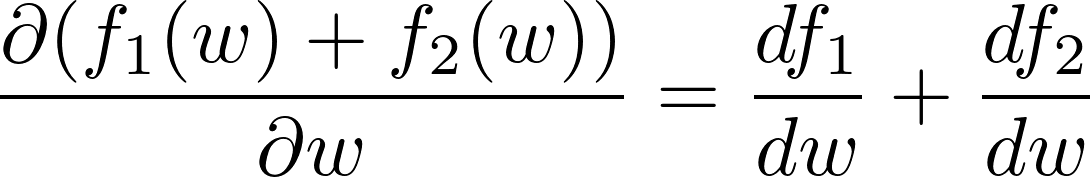 ∂(f₁(w) + f₂(w))/∂w = df₁/dw + df₂/dw